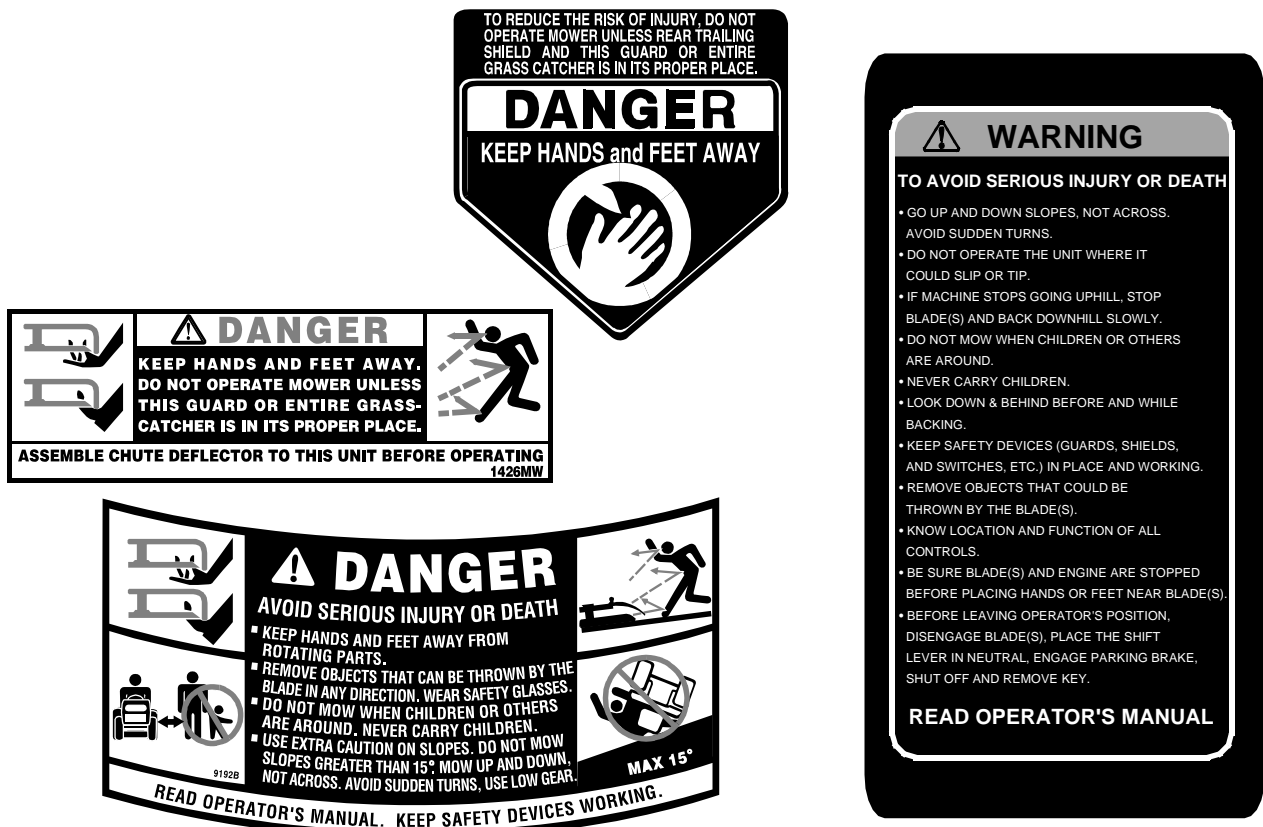 TO REDUCE THE RISK OF INJURY, DO NOT
OPERATE MOWER UNLESS REAR TRAILING
SHIELD AND THIS GUARD OR ENTIRE
GRASS CATCHER IS IN ITS PROPER PLACE.
DANGER
KEEP HANDS and FEET AWAY
DANGER
KEEP HANDS AND FEET AWAY.
DO NOT OPERATE MOWER UNLESS
THIS GUARD OR ENTIRE GRASS-
CATCHER IS IN ITS PROPER PLACE.
ASSEMBLE CHUTE DEFLECTOR TO THIS UNIT BEFORE OPERATING
1426MW
DANGER
AVOID SERIOUS INJURY OR DEATH
▪ KEEP HANDS AND FEET AWAY FROM
ROTATING PARTS.
▪ REMOVE OBJECTS THAT CAN BE THROWN BY THE
BLADE IN ANY DIRECTION. WEAR SAFETY GLASSES.
▪ DO NOT MOW WHEN CHILDREN OR OTHERS
ARE AROUND. NEVER CARRY CHILDREN.
▪ USE EXTRA CAUTION ON SLOPES. DO NOT MOW
SLOPES GREATER THAN 15°. MOW UP AND DOWN,
NOT ACROSS. AVOID SUDDEN TURNS, USE LOW GEAR.
9192B
MAX 15°
READ OPERATOR'S MANUAL. KEEP SAFETY DEVICES WORKING.
WARNING
TO AVOID SERIOUS INJURY OR DEATH
• GO UP AND DOWN SLOPES, NOT ACROSS.
AVOID SUDDEN TURNS.
• DO NOT OPERATE THE UNIT WHERE IT
COULD SLIP OR TIP.
• IF MACHINE STOPS GOING UPHILL, STOP
BLADE(S) AND BACK DOWNHILL SLOWLY.
• DO NOT MOW WHEN CHILDREN OR OTHERS
ARE AROUND.
• NEVER CARRY CHILDREN.
• LOOK DOWN & BEHIND BEFORE AND WHILE
BACKING.
• KEEP SAFETY DEVICES (GUARDS, SHIELDS,
AND SWITCHES, ETC.) IN PLACE AND WORKING.
• REMOVE OBJECTS THAT COULD BE
THROWN BY THE BLADE(S).
• KNOW LOCATION AND FUNCTION OF ALL
CONTROLS.
• BE SURE BLADE(S) AND ENGINE ARE STOPPED
BEFORE PLACING HANDS OR FEET NEAR BLADE(S).
• BEFORE LEAVING OPERATOR'S POSITION,
DISENGAGE BLADE(S), PLACE THE SHIFT
LEVER IN NEUTRAL, ENGAGE PARKING BRAKE,
SHUT OFF AND REMOVE KEY.
READ OPERATOR'S MANUAL